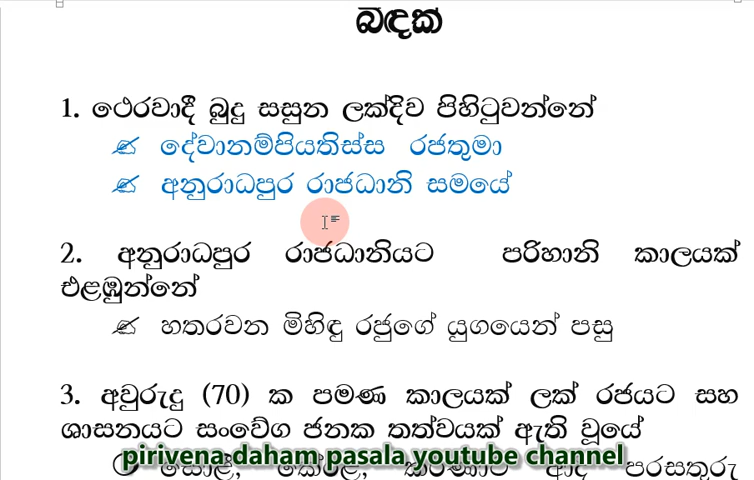 බඳක්
1. ථෙරවාදී බුදු සසුන ලක්දිව පිහිටුවන්නේ
දේවානම්පියතිස්ස රජතුමා
අනුරාධපුර රාජධානි සමයේ
2. අනුරාධපුර රාජධානියට පරිහානි කාලයක්
එළඹුන්නේ
හතරවන මිහිඳු රජුගේ යුගයෙන් පසු
3. අවුරුදු (70) ක පමණ කාලයක් ලක් රජයට සහ
ශාසනයට සංවේග ජනක තත්වයක් ඇති වූයේ
pirivena daham pasala youtube channel
පරසතුරු